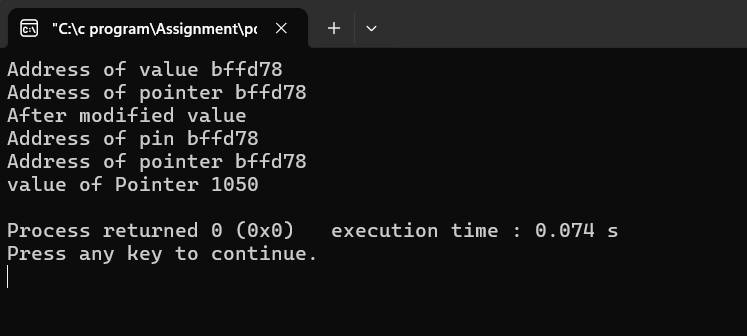 "C:\c program\Assignment\po
Address of value bffd78
Address of pointer bffd78
After modified value
Address of pin bffd78
Address of pointer bffd78
value of Pointer 1050
Process returned 0 (0x0)   execution time : 0.074 s
Press any key to continue.